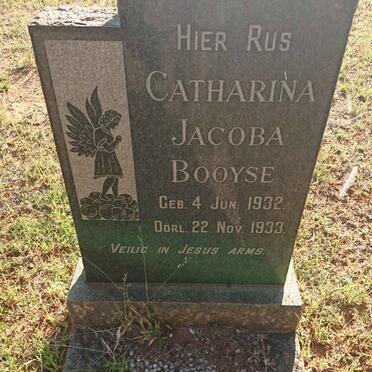 HIER RUS
CATHARINA
JACOBA
BOOYSE
GEB. 4 JUN. 1932.
OORL. 22 NOV. 1933.
VEILIG IN JESUS ARMS.